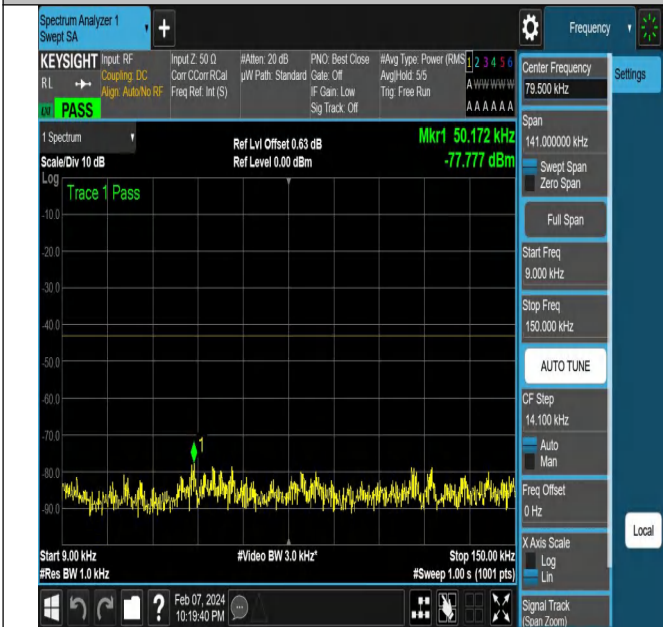 Spectrum Analyzer 1
Swept SA
+
Frequency
KEYSIGHT
Input: RF
Coupling: DC
Align: Auto/No RF
Input Z: 50 Ω
Corr CCorr RCal
Freq Ref: Int (S)
#Atten: 20 dB
µW Path: Standard
PNO: Best Close
Gate: Off
IF Gain: Low
Sig Track: Off
#Avg Type: Power (RMS
Avg|Hold: 5/5
Trig: Free Run
1 2 3 4 5 6
A W W W W W
A A A A A A
R L
LXI
PASS
1 Spectrum
Scale/Div 10 dB
Ref Lvl Offset 0.63 dB
Ref Level 0.00 dBm
Mkr1 50.172 kHz
-77.777 dBm
Log
Trace 1 Pass
-10.0
-20.0
-30.0
-40.0
-50.0
-60.0
-70.0
-80.0
-90.0
1
Start 9.00 kHz
#Res BW 1.0 kHz
#Video BW 3.0 kHz*
Stop 150.00 kHz
#Sweep 1.00 s (1001 pts)
?
Feb 07, 2024
10:19:40 PM
Center Frequency
79.500 kHz
Settings
Span
141.000000 kHz
Swept Span
Zero Span
Full Span
Start Freq
9.000 kHz
Stop Freq
150.000 kHz
AUTO TUNE
CF Step
14.100 kHz
Auto
Man
Freq Offset
0 Hz
X Axis Scale
Log
Lin
Local
Signal Track
(Span Zoom)